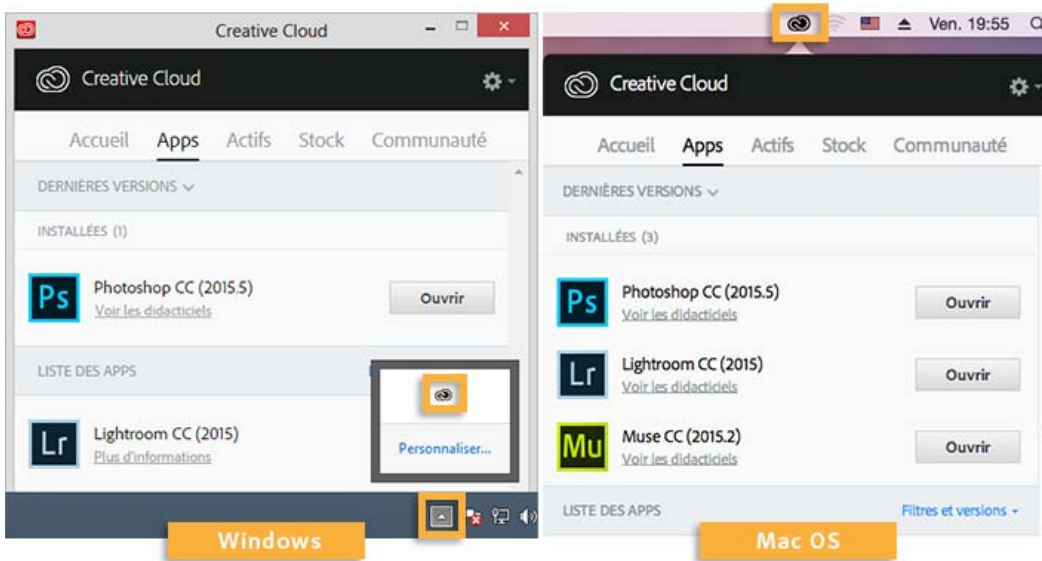 Creative Cloud
Creative Cloud
Accueil Apps Actifs Stock Communauté
DERNIÈRES VERSIONS
INSTALLÉES (1)
Ps
Photoshop CC (2015.5)
Voir les didacticiels
Ouvrir
LISTE DES APPS
Lr
Lightroom CC (2015)
Plus d'informations
Personnaliser...
Windows
Ven. 19:55
Creative Cloud
Accueil Apps Actifs Stock Communauté
DERNIÈRES VERSIONS
INSTALLÉES (3)
Ps
Photoshop CC (2015.5)
Voir les didacticiels
Ouvrir
Lr
Lightroom CC (2015)
Voir les didacticiels
Ouvrir
Mu
Muse CC (2015.2)
Voir les didacticiels
Ouvrir
LISTE DES APPS
Filtres et versions
Mac OS